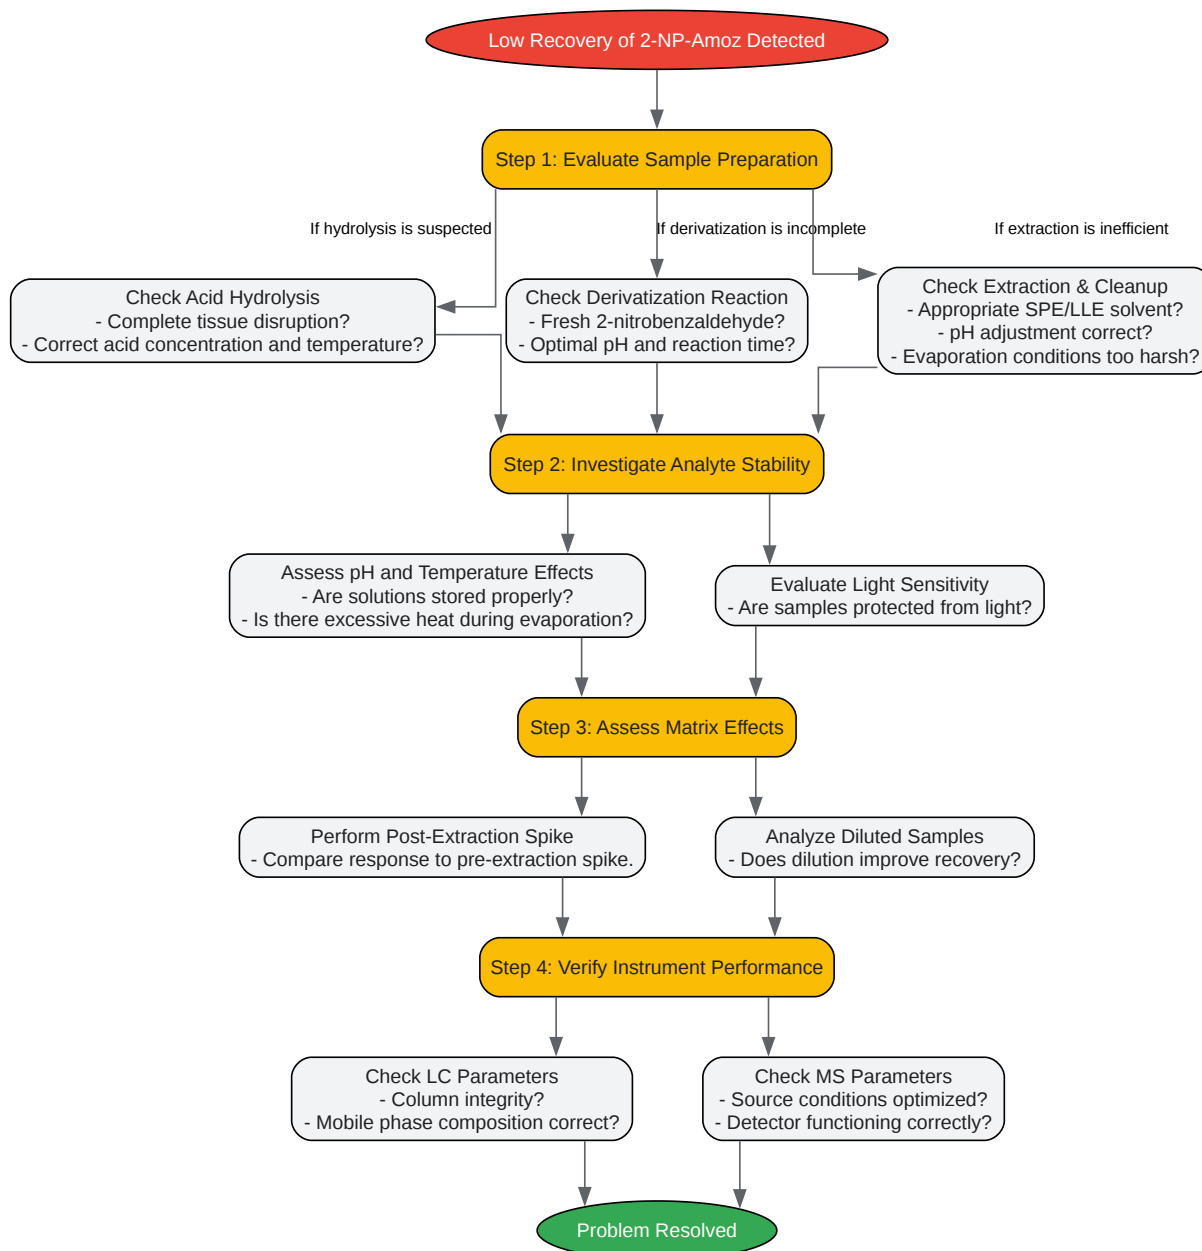 Low Recovery of 2-NP-Amoz Detected
Step 1: Evaluate Sample Preparation
If hydrolysis is suspected
If derivatization is incomplete
If extraction is inefficient
Check Acid Hydrolysis
- Complete tissue disruption?
- Correct acid concentration and temperature?
Check Derivatization Reaction
- Fresh 2-nitrobenzaldehyde?
- Optimal pH and reaction time?
Check Extraction & Cleanup
- Appropriate SPE/LLE solvent?
- pH adjustment correct?
- Evaporation conditions too harsh?
Step 2: Investigate Analyte Stability
Assess pH and Temperature Effects
- Are solutions stored properly?
- Is there excessive heat during evaporation?
Evaluate Light Sensitivity
- Are samples protected from light?
Step 3: Assess Matrix Effects
Perform Post-Extraction Spike
- Compare response to pre-extraction spike.
Analyze Diluted Samples
- Does dilution improve recovery?
Step 4: Verify Instrument Performance
Check LC Parameters
- Column integrity?
- Mobile phase composition correct?
Check MS Parameters
- Source conditions optimized?
- Detector functioning correctly?
Problem Resolved